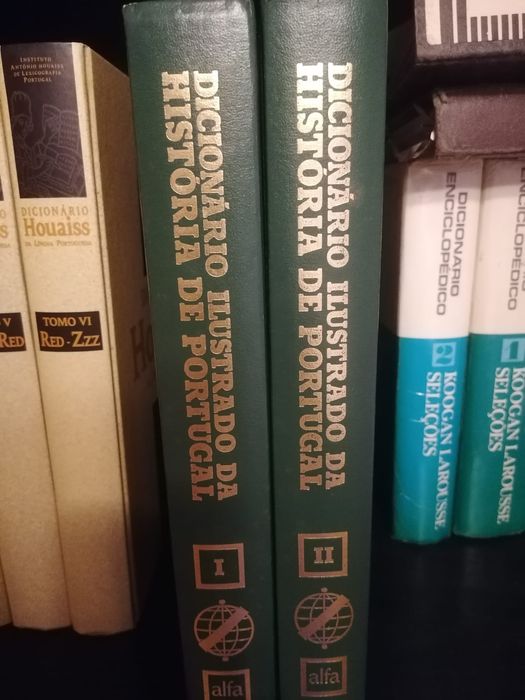 INSTITUTO
ANTÓNIO HOUAISS
DE LEXICOGRAFIA
PORTUGAL
DICIONÁRIO
Houaiss
DA LÍNGUA PORTUGUESA
TOMO VI
RED - ZZZ
V
RED
DICIONÁRIO ILUSTRADO DA
HISTÓRIA DE PORTUGAL
I
alfa
DICIONÁRIO ILUSTRADO DA
HISTÓRIA DE PORTUGAL
II
alfa
DICIONARIO
ENCICLOPÉDICO
2
KOOGAN LAROUSSE
SELEÇÕES
ENCICLOPÉDICO
1
KOOGAN LAROUSSE
SELEÇÕES